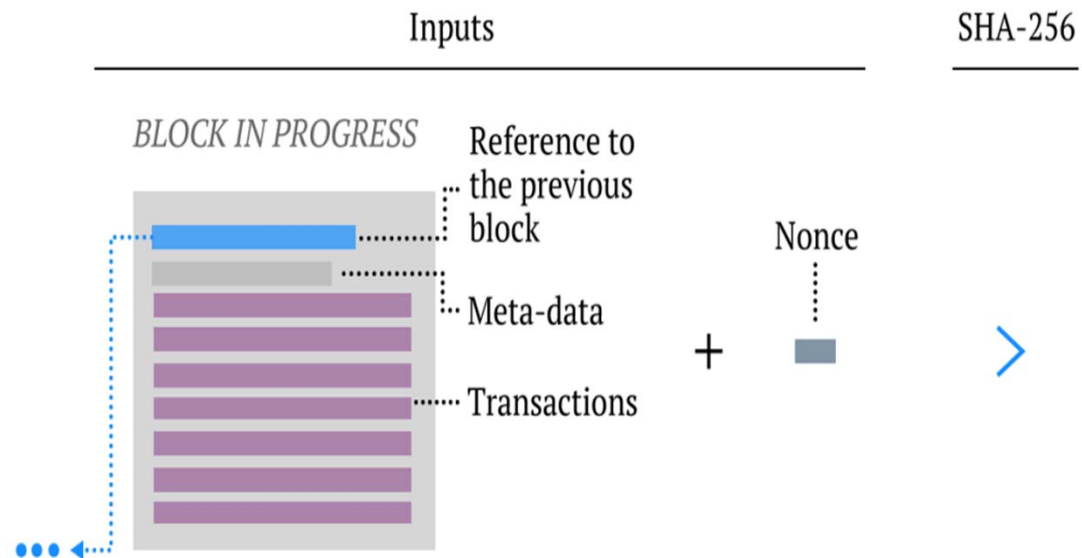 Inputs
SHA-256
BLOCK IN PROGRESS
Reference to
the previous
block
Nonce
Meta-data
+
Transactions